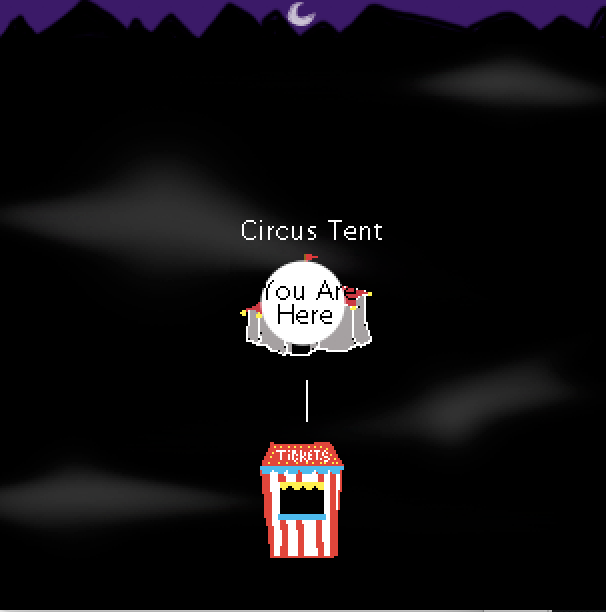 Circus Tent
You Are
Here
TICKETS